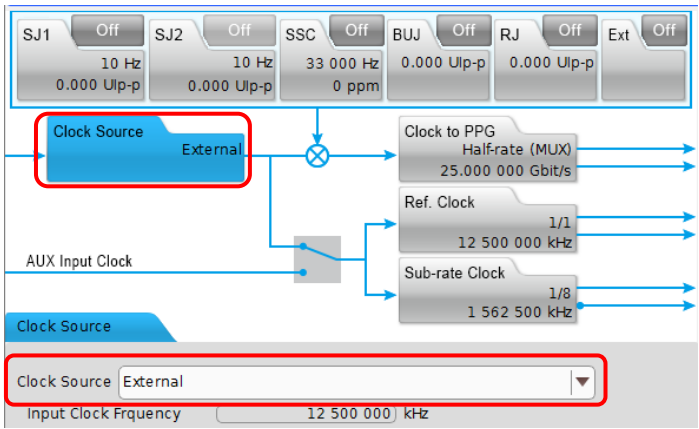 SJ1 Off SJ2 Off SSC Off BUJ Off RJ Off Ext Off
10 Hz 10 Hz 33 000 Hz 0.000 UIp-p 0.000 UIp-p
0.000 UIp-p 0.000 UIp-p 0 ppm
Clock Source
External
Clock to PPG
Half-rate (MUX)
25.000 000 Gbit/s
Ref. Clock
1/1
12 500 000 kHz
AUX Input Clock
Sub-rate Clock
1/8
1 562 500 kHz
Clock Source
Clock Source External
Input Clock Frquency 12 500 000 kHz